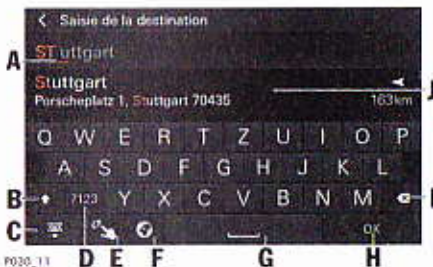 Saisie de la destination
A
STuttgart
Stuttgart
Porscheplatz 1, Stuttgart 70435
163km
J
Q W E R T Z U I O P
A S D F G H J K L
B
7123 Y X C V B N M
I
C
OK
P030_11 D E F G H